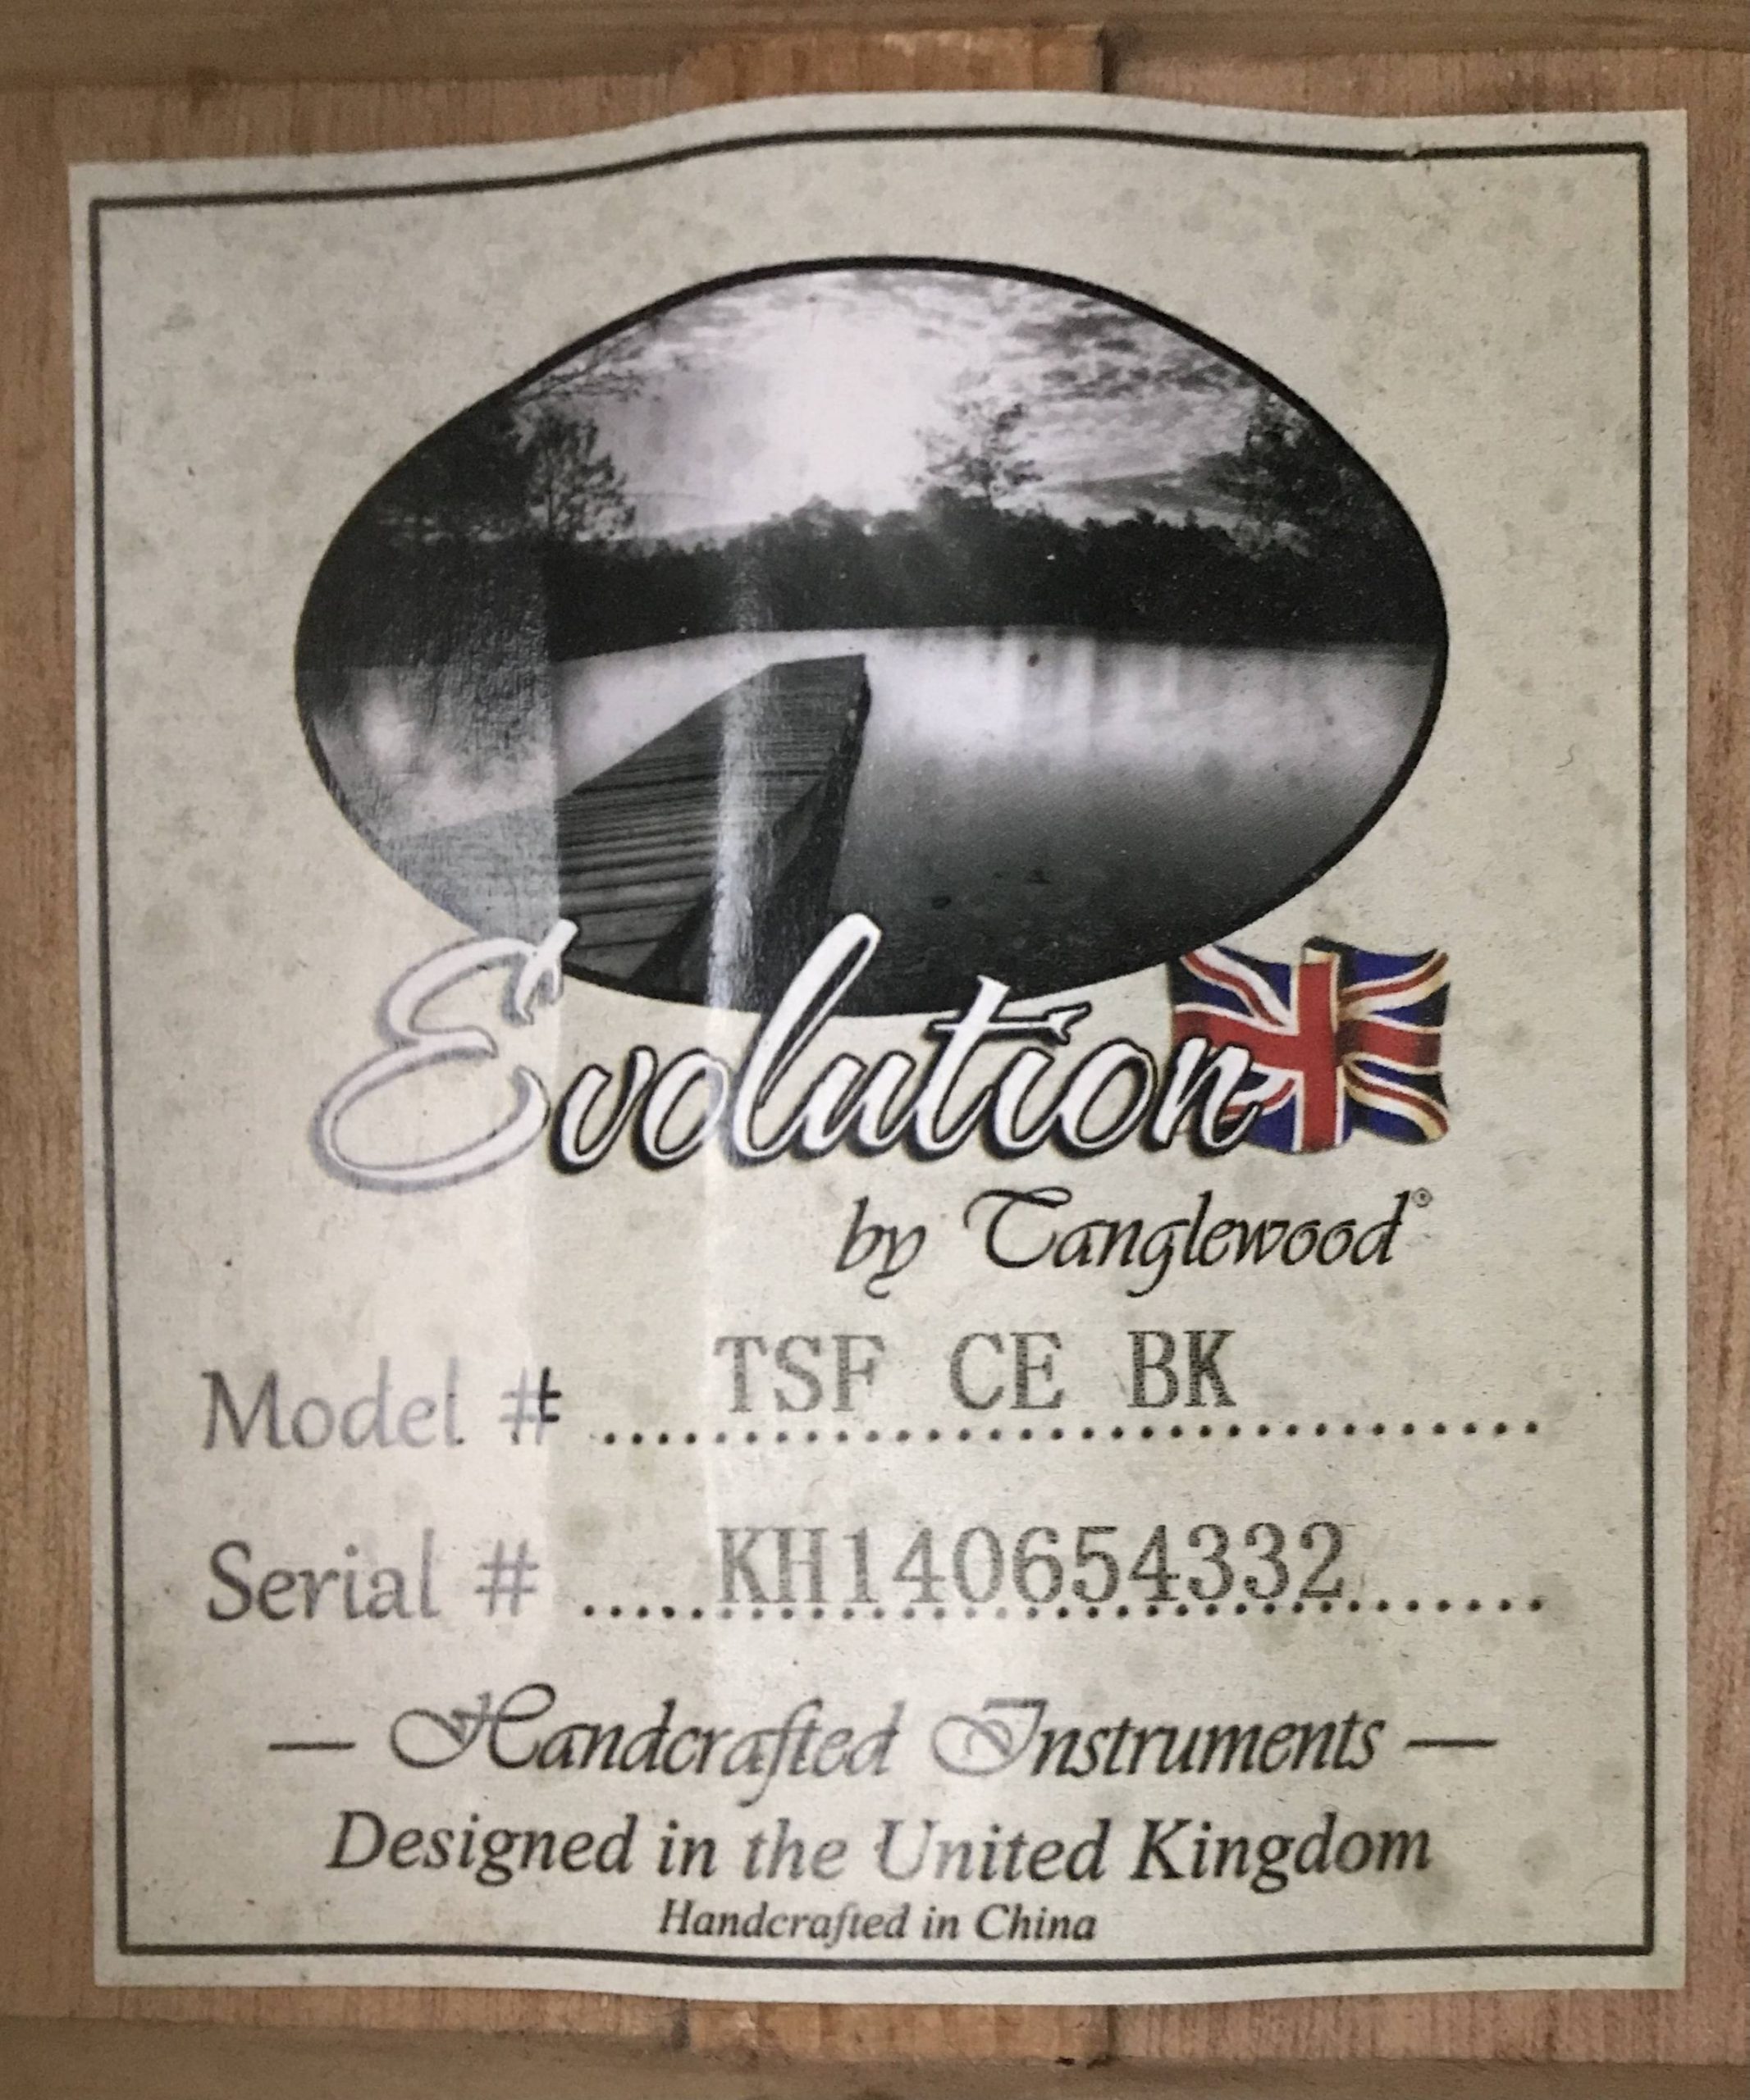 Evolution
by Tanglewood®
Model # TSF CE BK
Serial # KH140654332
— Handcrafted Instruments —
Designed in the United Kingdom
Handcrafted in China